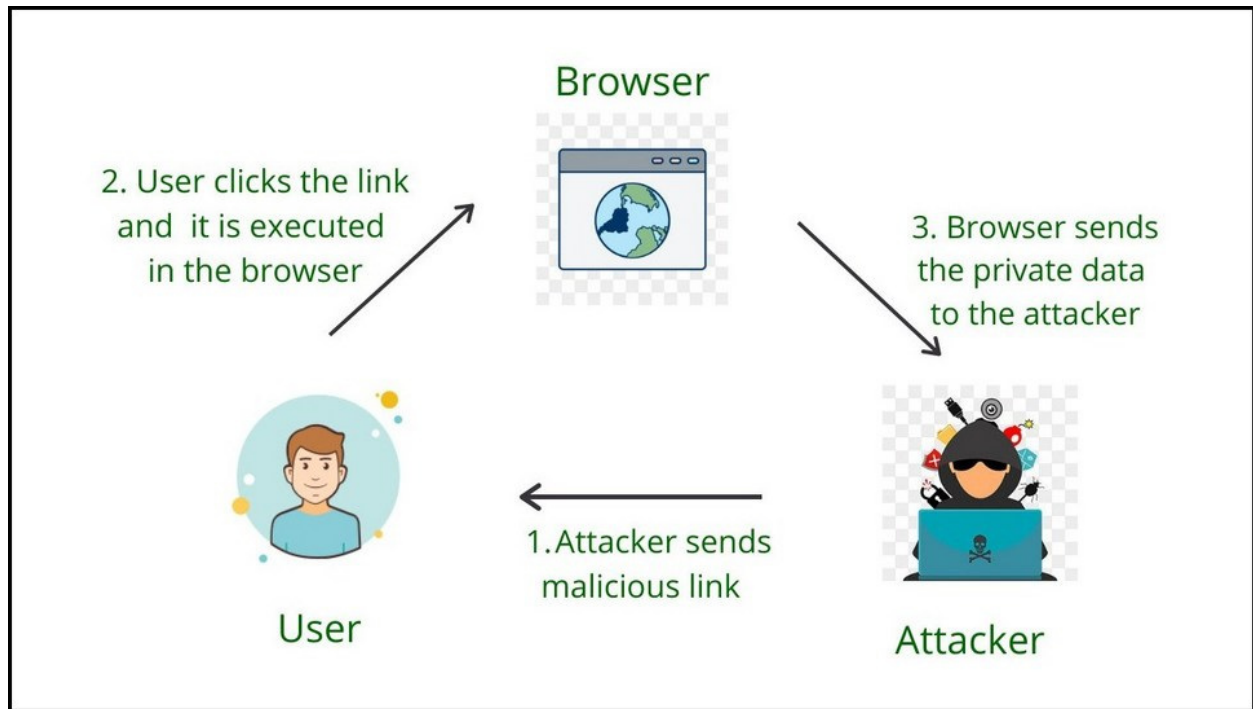 Browser
2. User clicks the link
and it is executed
in the browser
3. Browser sends
the private data
to the attacker
1. Attacker sends
malicious link
User
Attacker